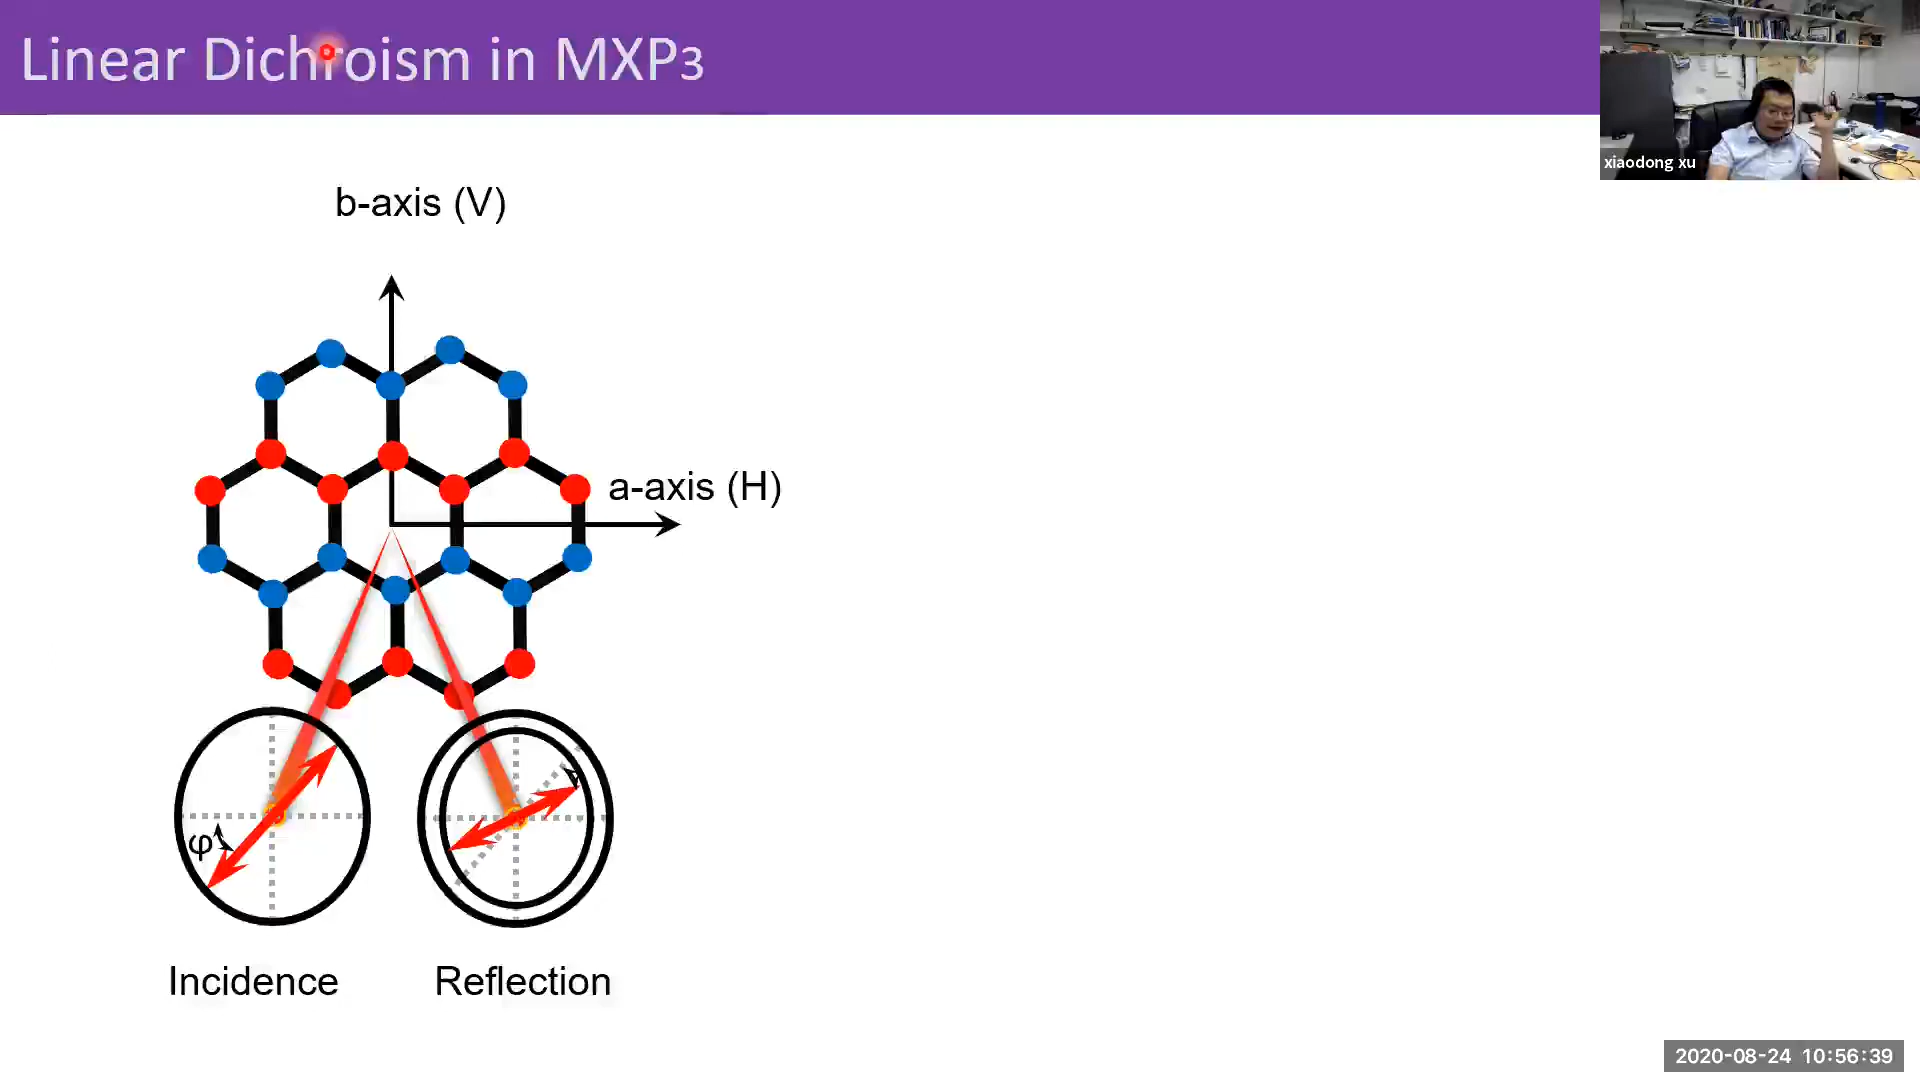 Linear Dichroism in MXP3
xiaodong xu
b-axis (V)
a-axis (H)
φ
Incidence
Reflection
2020-08-24 10:56:39